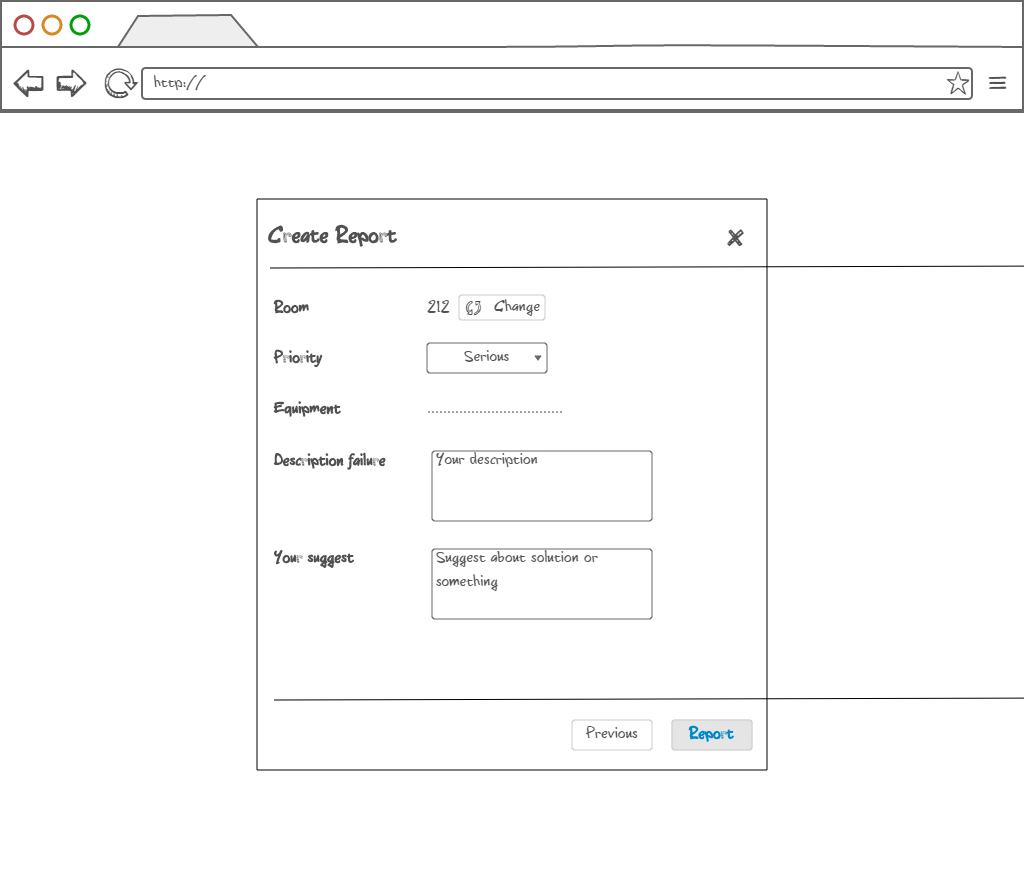 http://
Create Report
Room 212 Change
Priority Serious
Equipment ..................................
Description failure Your description
Your suggest Suggest about solution or
something
Previous Report